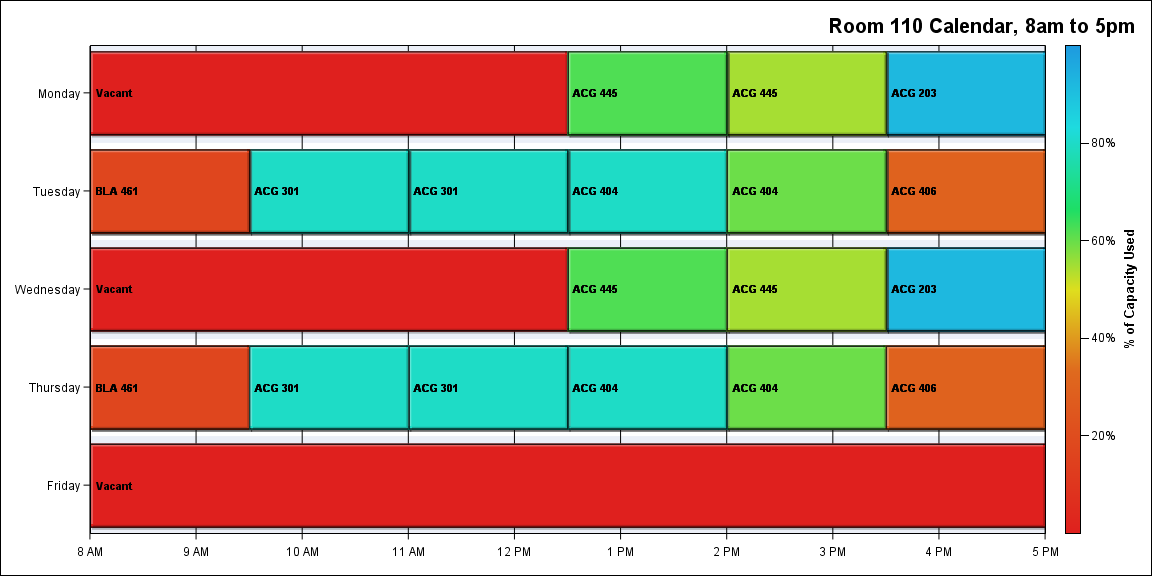 Room 110 Calendar, 8am to 5pm
Monday
Vacant
ACG 445
ACG 445
ACG 203
80%
Tuesday
BLA 461
ACG 301
ACG 301
ACG 404
ACG 404
ACG 406
60%
% of Capacity Used
Wednesday
Vacant
ACG 445
ACG 445
ACG 203
40%
Thursday
BLA 461
ACG 301
ACG 301
ACG 404
ACG 404
ACG 406
20%
Friday
Vacant
8 AM
9 AM
10 AM
11 AM
12 PM
1 PM
2 PM
3 PM
4 PM
5 PM